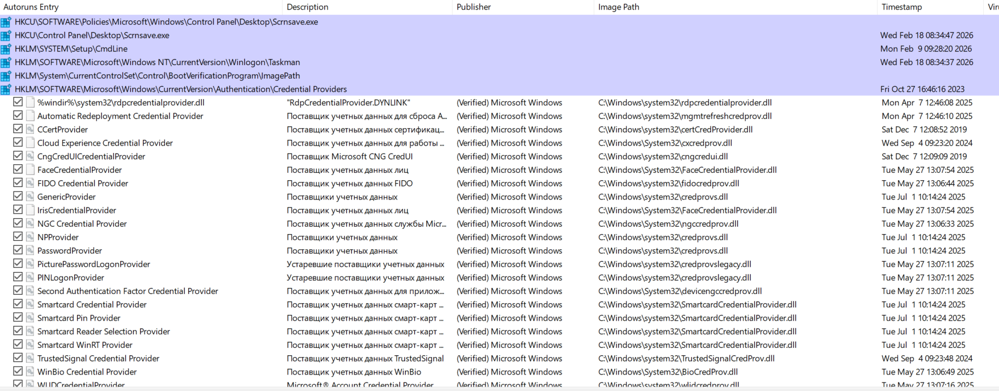 Autoruns Entry Description Publisher Image Path Timestamp Viru
HKCU\SOFTWARE\Policies\Microsoft\Windows\Control Panel\Desktop\Scrnsave.exe
HKCU\Control Panel\Desktop\Scrnsave.exe Wed Feb 18 08:34:47 2026
HKLM\SYSTEM\Setup\CmdLine Mon Feb 9 09:28:20 2026
HKLM\SOFTWARE\Microsoft\Windows NT\CurrentVersion\Winlogon\Taskman Wed Feb 18 08:34:37 2026
HKLM\System\CurrentControlSet\Control\BootVerificationProgram\ImagePath
HKLM\SOFTWARE\Microsoft\Windows\CurrentVersion\Authentication\Credential Providers Fri Oct 27 16:46:16 2023
%windir%\system32\rdpcredentialprovider.dll "RdpCredentialProvider.DYNLINK" (Verified) Microsoft Windows C:\Windows\system32\rdpcredentialprovider.dll Mon Apr 7 12:46:08 2025
Automatic Redeployment Credential Provider Поставщик учетных данных для сброса А... (Verified) Microsoft Windows C:\Windows\system32\mgmtrefreshcredprov.dll Mon Apr 7 12:46:10 2025
CCertProvider Поставщик учетных данных сертификац... (Verified) Microsoft Windows C:\Windows\system32\certCredProvider.dll Sat Dec 7 12:08:52 2019
Cloud Experience Credential Provider Поставщик учетных данных для работы ... (Verified) Microsoft Windows C:\Windows\system32\cxcredprov.dll Wed Sep 4 09:23:20 2024
CngCredUICredentialProvider Поставщик Microsoft CNG CredUI (Verified) Microsoft Windows C:\Windows\system32\cngcredui.dll Sat Dec 7 12:09:09 2019
FaceCredentialProvider Поставщик учетных данных лиц (Verified) Microsoft Windows C:\Windows\System32\FaceCredentialProvider.dll Tue May 27 13:07:54 2025
FIDO Credential Provider Поставщик учетных данных FIDO (Verified) Microsoft Windows C:\Windows\system32\fidocredprov.dll Tue May 27 13:06:44 2025
GenericProvider Поставщики учетных данных (Verified) Microsoft Windows C:\Windows\system32\credprovs.dll Tue Jul 1 10:14:24 2025
IrisCredentialProvider Поставщик учетных данных лиц (Verified) Microsoft Windows C:\Windows\System32\FaceCredentialProvider.dll Tue May 27 13:07:54 2025
NGC Credential Provider Поставщик учетных данных службы Micr... (Verified) Microsoft Windows C:\Windows\System32\ngccredprov.dll Tue May 27 13:06:33 2025
NPProvider Поставщики учетных данных (Verified) Microsoft Windows C:\Windows\system32\credprovs.dll Tue Jul 1 10:14:24 2025
PasswordProvider Поставщики учетных данных (Verified) Microsoft Windows C:\Windows\system32\credprovs.dll Tue Jul 1 10:14:24 2025
PicturePasswordLogonProvider Устаревшие поставщики учетных данных (Verified) Microsoft Windows C:\Windows\system32\credprovslegacy.dll Tue May 27 13:07:11 2025
PINLogonProvider Устаревшие поставщики учетных данных (Verified) Microsoft Windows C:\Windows\system32\credprovslegacy.dll Tue May 27 13:07:11 2025
Second Authentication Factor Credential Provider Поставщик учетных данных для прилож... (Verified) Microsoft Windows C:\Windows\System32\devicengccredprov.dll Tue May 27 13:07:11 2025
Smartcard Credential Provider Поставщик учетных данных смарт-карт ... (Verified) Microsoft Windows C:\Windows\system32\SmartcardCredentialProvider.dll Tue Jul 1 10:14:24 2025
Smartcard Pin Provider Поставщик учетных данных смарт-карт ... (Verified) Microsoft Windows C:\Windows\system32\SmartcardCredentialProvider.dll Tue Jul 1 10:14:24 2025
Smartcard Reader Selection Provider Поставщик учетных данных смарт-карт ... (Verified) Microsoft Windows C:\Windows\system32\SmartcardCredentialProvider.dll Tue Jul 1 10:14:24 2025
Smartcard WinRT Provider Поставщик учетных данных смарт-карт ... (Verified) Microsoft Windows C:\Windows\system32\SmartcardCredentialProvider.dll Tue Jul 1 10:14:24 2025
TrustedSignal Credential Provider Поставщик учетных данных TrustedSignal (Verified) Microsoft Windows C:\Windows\system32\TrustedSignalCredProv.dll Wed Sep 4 09:23:48 2024
WinBio Credential Provider Поставщик учетных данных WinBio (Verified) Microsoft Windows C:\Windows\System32\BioCredProv.dll Tue May 27 13:06:49 2025
WLIDCredentialProvider Microsoft® Account Credential Provider (Verified) Microsoft Windows C:\Windows\system32\wlidcredprov.dll Tue May 27 13:07:16 2025